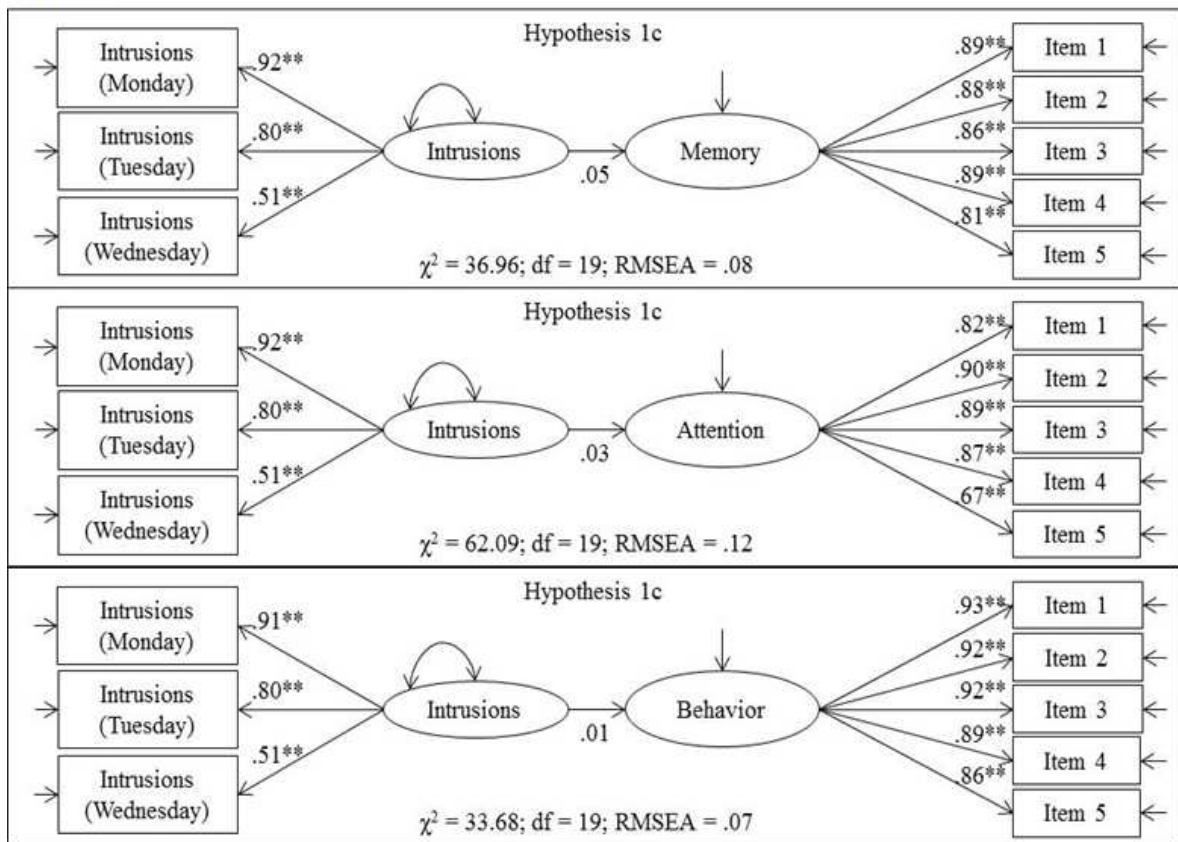 Hypothesis 1c
Intrusions
(Monday)
Intrusions
(Tuesday)
Intrusions
(Wednesday)
.92**
.80**
.51**
Intrusions
.05
Memory
.89**
.88**
.86**
.89**
.81**
Item 1
Item 2
Item 3
Item 4
Item 5
χ² = 36.96; df = 19; RMSEA = .08
Hypothesis 1c
Intrusions
(Monday)
Intrusions
(Tuesday)
Intrusions
(Wednesday)
.92**
.80**
.51**
Intrusions
.03
Attention
.82**
.90**
.89**
.87**
.67**
Item 1
Item 2
Item 3
Item 4
Item 5
χ² = 62.09; df = 19; RMSEA = .12
Hypothesis 1c
Intrusions
(Monday)
Intrusions
(Tuesday)
Intrusions
(Wednesday)
.91**
.80**
.51**
Intrusions
.01
Behavior
.93**
.92**
.92**
.89**
.86**
Item 1
Item 2
Item 3
Item 4
Item 5
χ² = 33.68; df = 19; RMSEA = .07